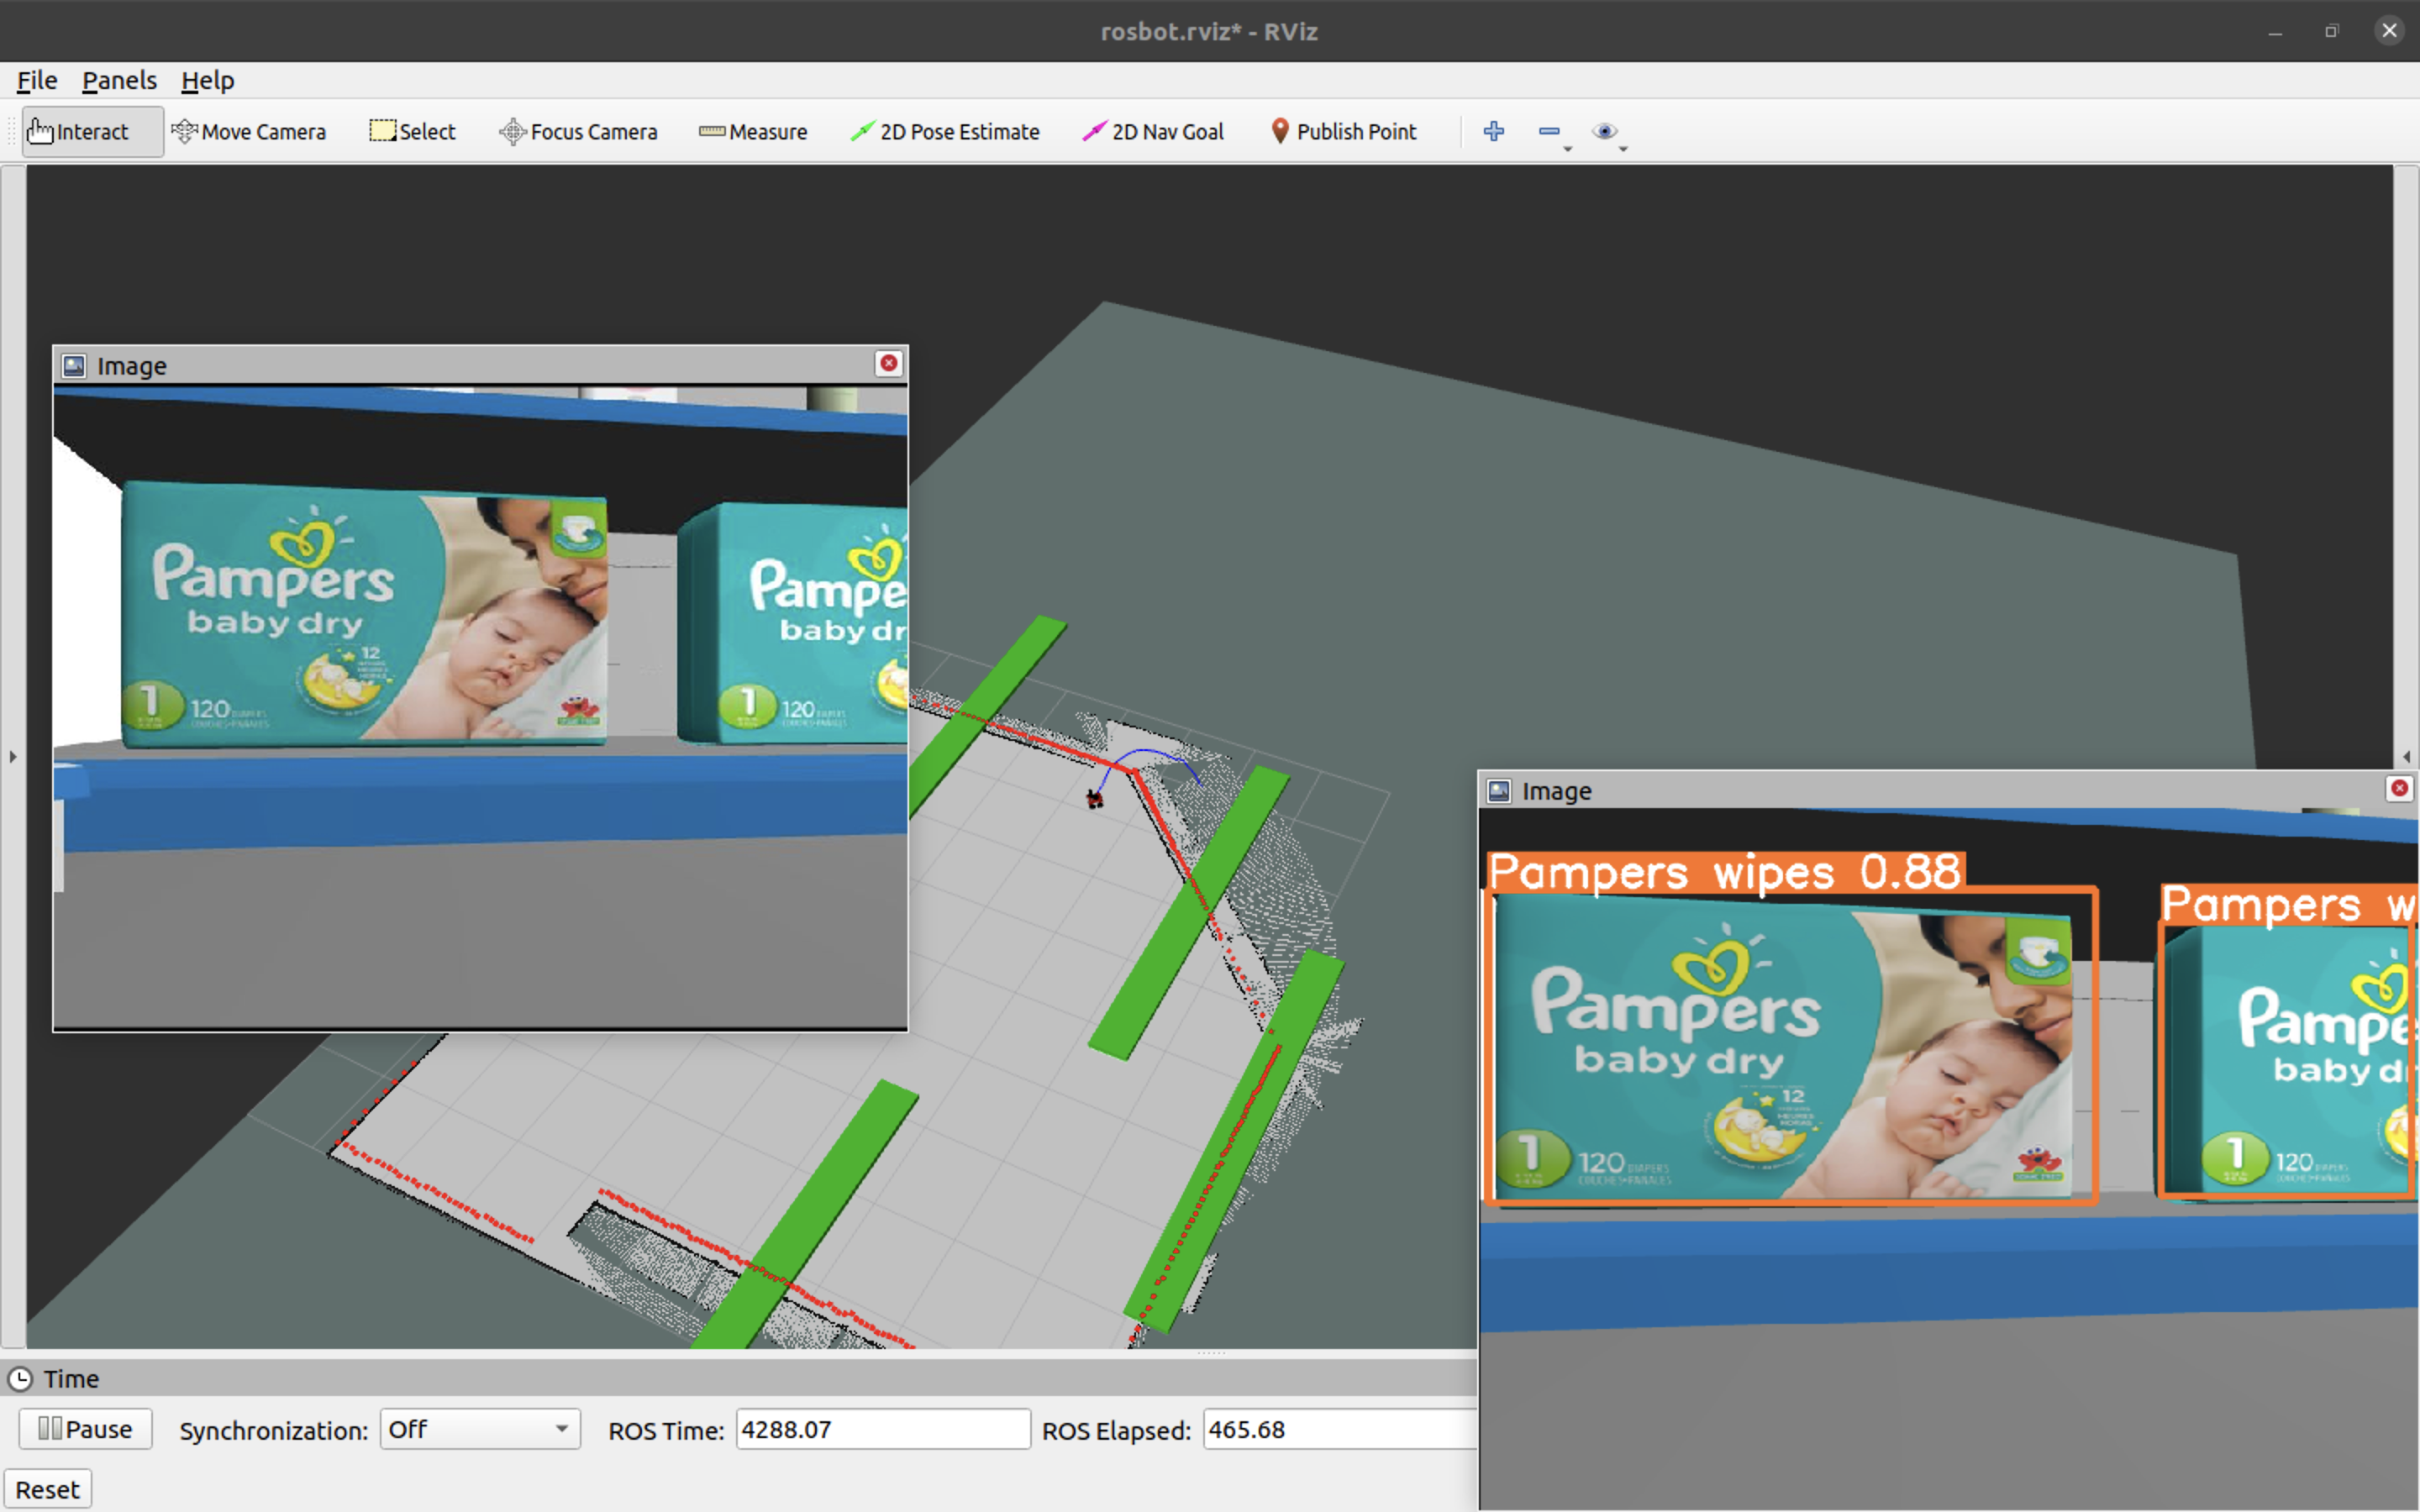 rosbot.rviz* - RViz
File Panels Help
Interact Move Camera Select Focus Camera Measure 2D Pose Estimate 2D Nav Goal Publish Point
Image
Pampers
baby dry
12
1 120
Pampe
baby dr
1 120
Image
Pampers wipes 0.88
Pampers w
Pampers
baby dry
12
1 120 DIAPERS
Pampe
baby dr
1 120
Time
Pause Synchronization: Off ROS Time: 4288.07 ROS Elapsed: 465.68
Reset